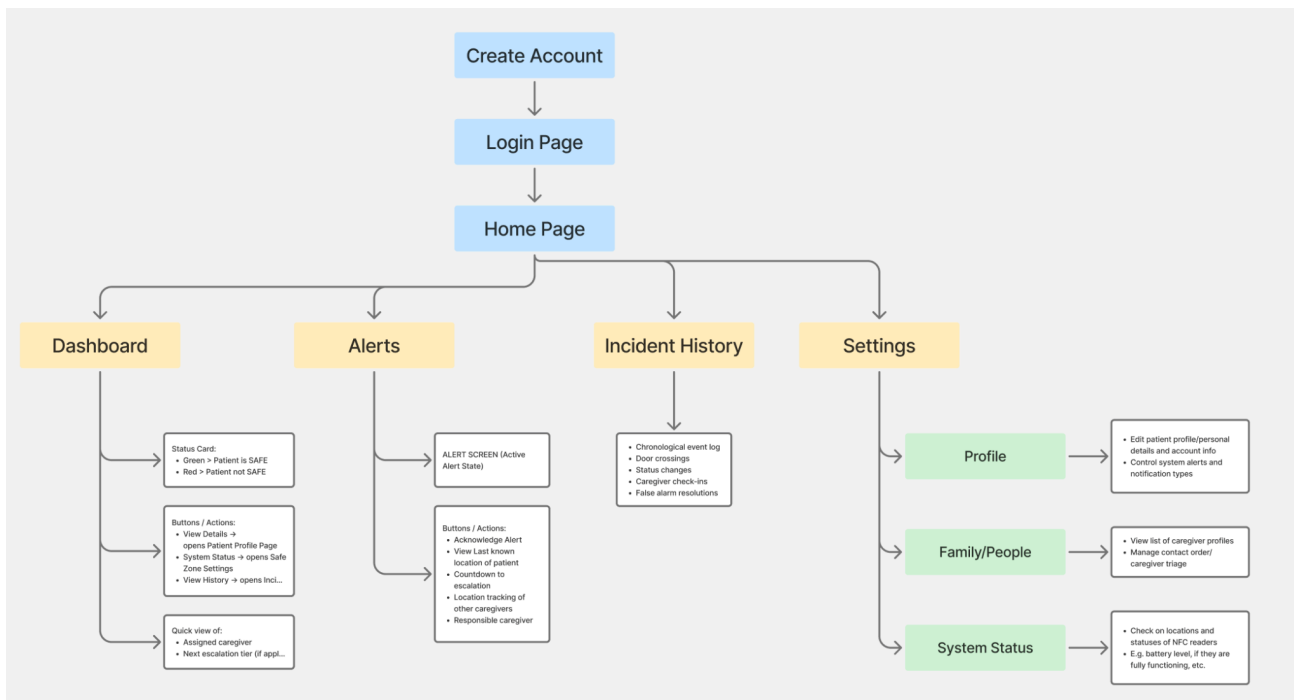 Create Account
Login Page
Home Page
Dashboard
Alerts
Incident History
Settings
Status Card:
• Green > Patient is SAFE
• Red > Patient not SAFE
Buttons / Actions:
• View Details →
opens Patient Profile Page
• System Status → opens Safe
Zone Settings
• View History → opens Inci...
Quick view of:
• Assigned caregiver
• Next escalation tier (if appl...
ALERT SCREEN (Active
Alert State)
Buttons / Actions:
• Acknowledge Alert
• View Last known
location of patient
• Countdown to
escalation
• Location tracking of
other caregivers
• Responsible caregiver
• Chronological event log
• Door crossings
• Status changes
• Caregiver check-ins
• False alarm resolutions
Profile
• Edit patient profile/personal
details and account info
• Control system alerts and
notification types
Family/People
• View list of caregiver profiles
• Manage contact order/
caregiver triage
System Status
• Check on locations and
statuses of NFC readers
• E.g. battery level, if they are
fully functioning, etc.